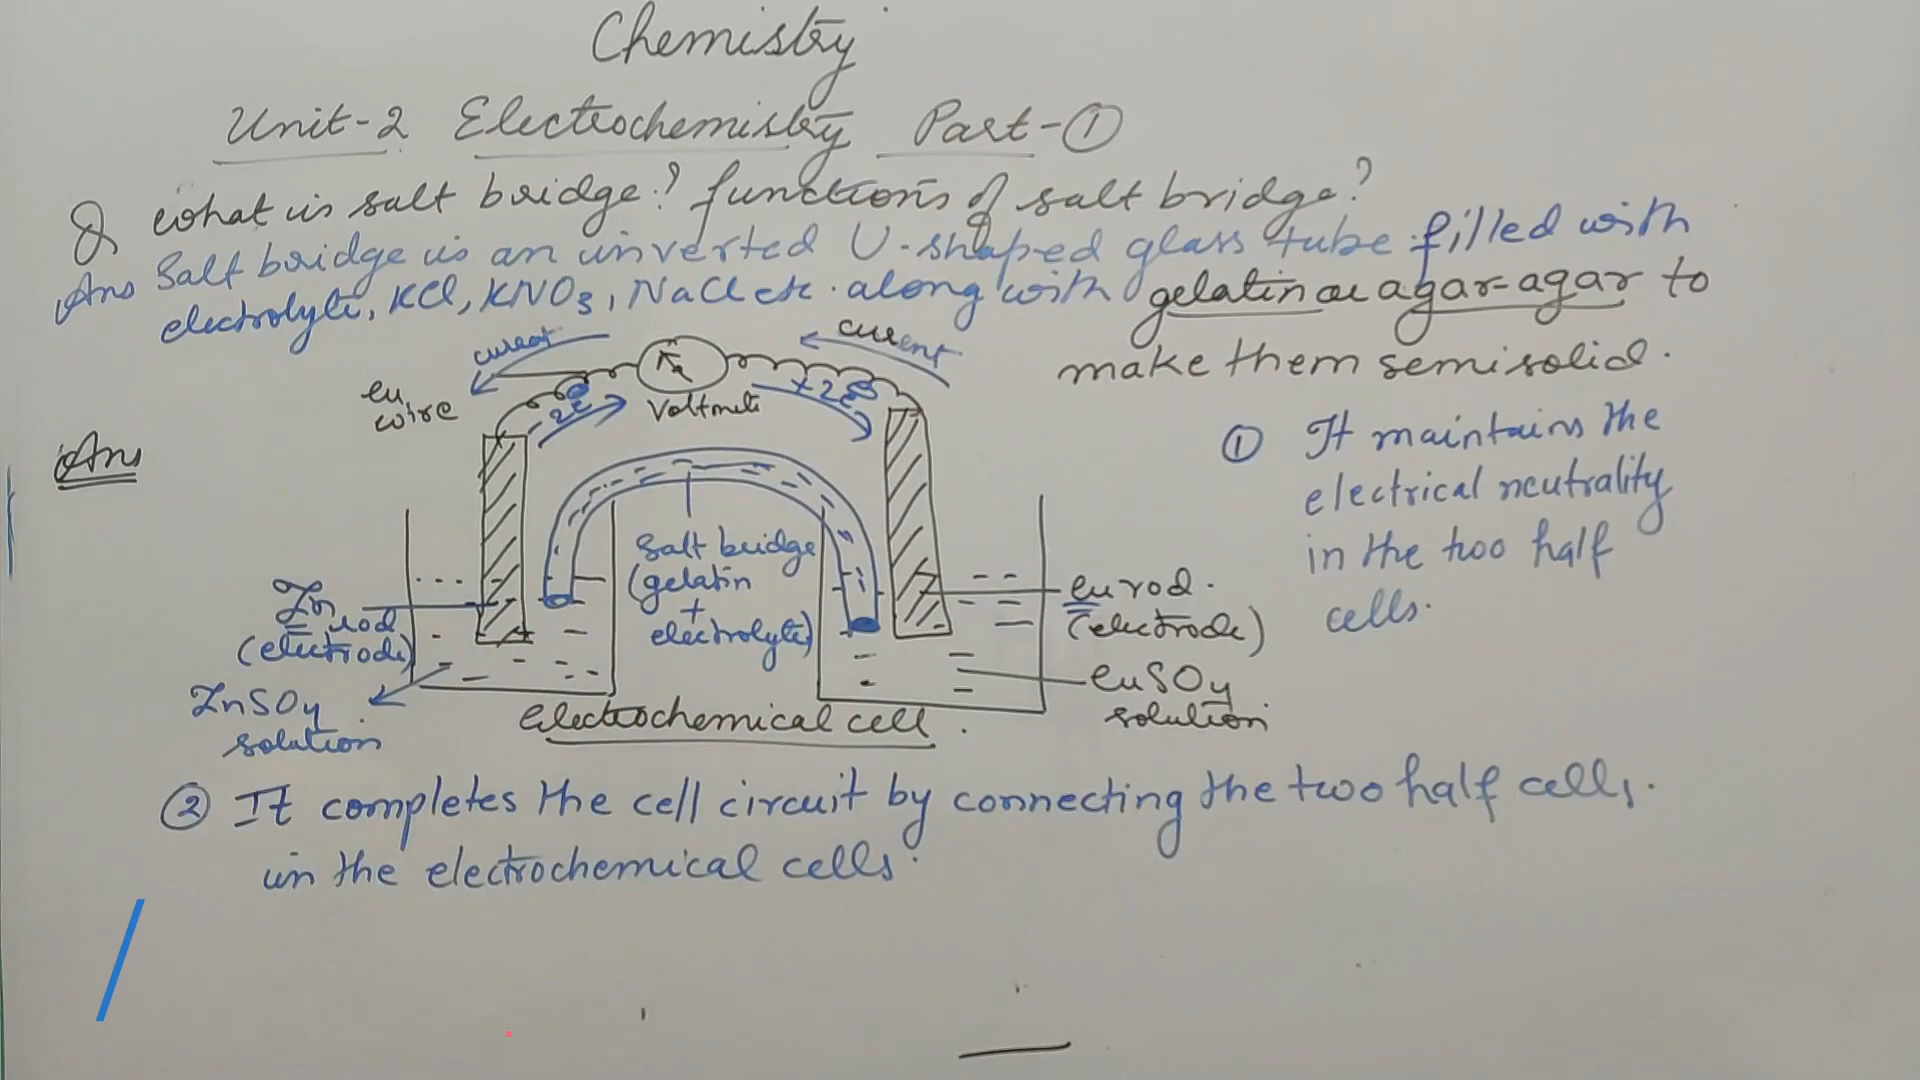 Chemistry
Unit-2 Electrochemistry Part-①
Q what is salt bridge? functions of salt bridge?
Ans Salt bridge is an inverted U-shaped glass tube filled with
electrolyte, KCl, KNO3, NaCl etc. along with gelatin or agar-agar to
make them semisolid.
current
current
Cu
wire
2e
Voltmeter
+2e
Ans
① It maintains the
electrical neutrality
in the two half
cells.
Salt bridge
(gelatin
+
electrolyte)
Zn rod
(electrode)
Cu rod.
(electrode)
ZnSO4
solution
CuSO4
solution
Electrochemical cell.
② It completes the cell circuit by connecting the two half cells.
in the electrochemical cells.